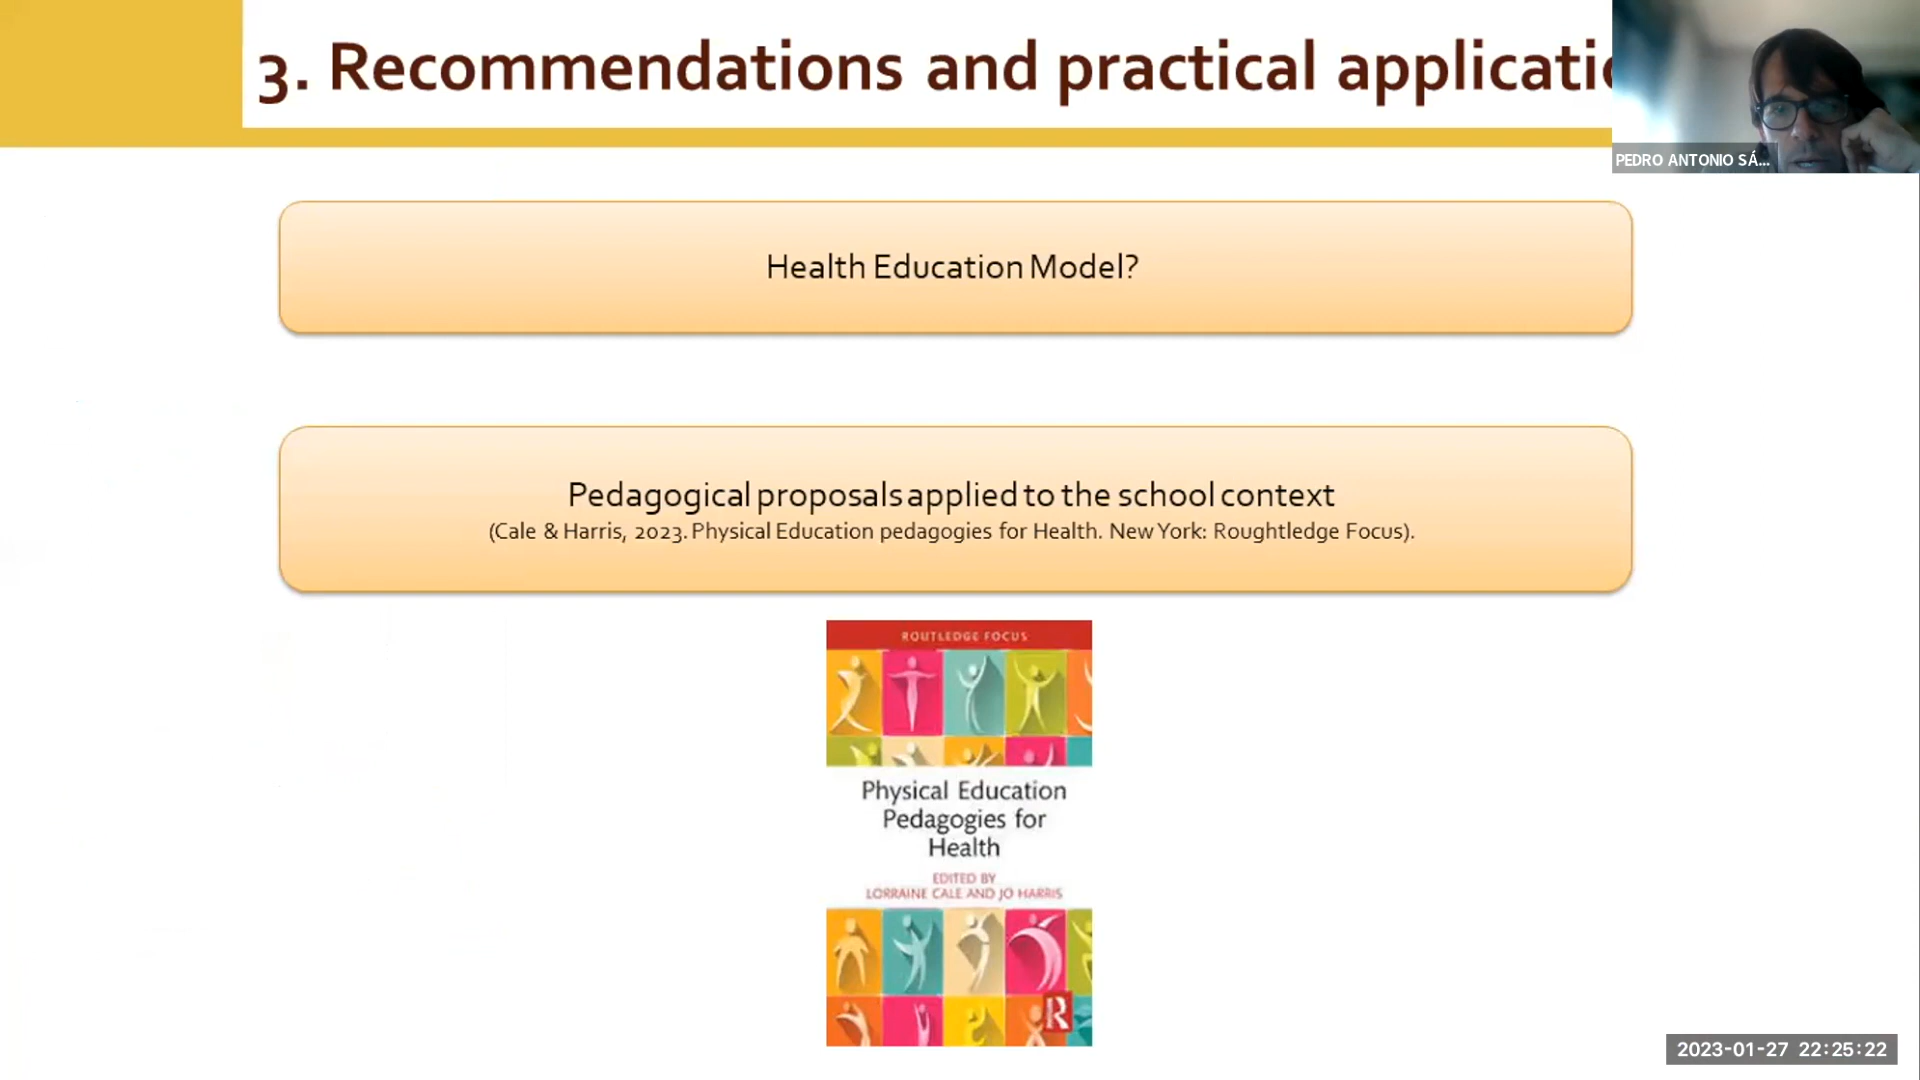 3. Recommendations and practical applicatio
PEDRO ANTONIO SÁ...
Health Education Model?
Pedagogical proposals applied to the school context
(Cale & Harris, 2023. Physical Education pedagogies for Health. New York: Roughtledge Focus).
ROUTLEDGE FOCUS
Physical Education
Pedagogies for
Health
EDITED BY
LORRAINE CALE AND JO HARRIS
R
2023-01-27 22:25:22